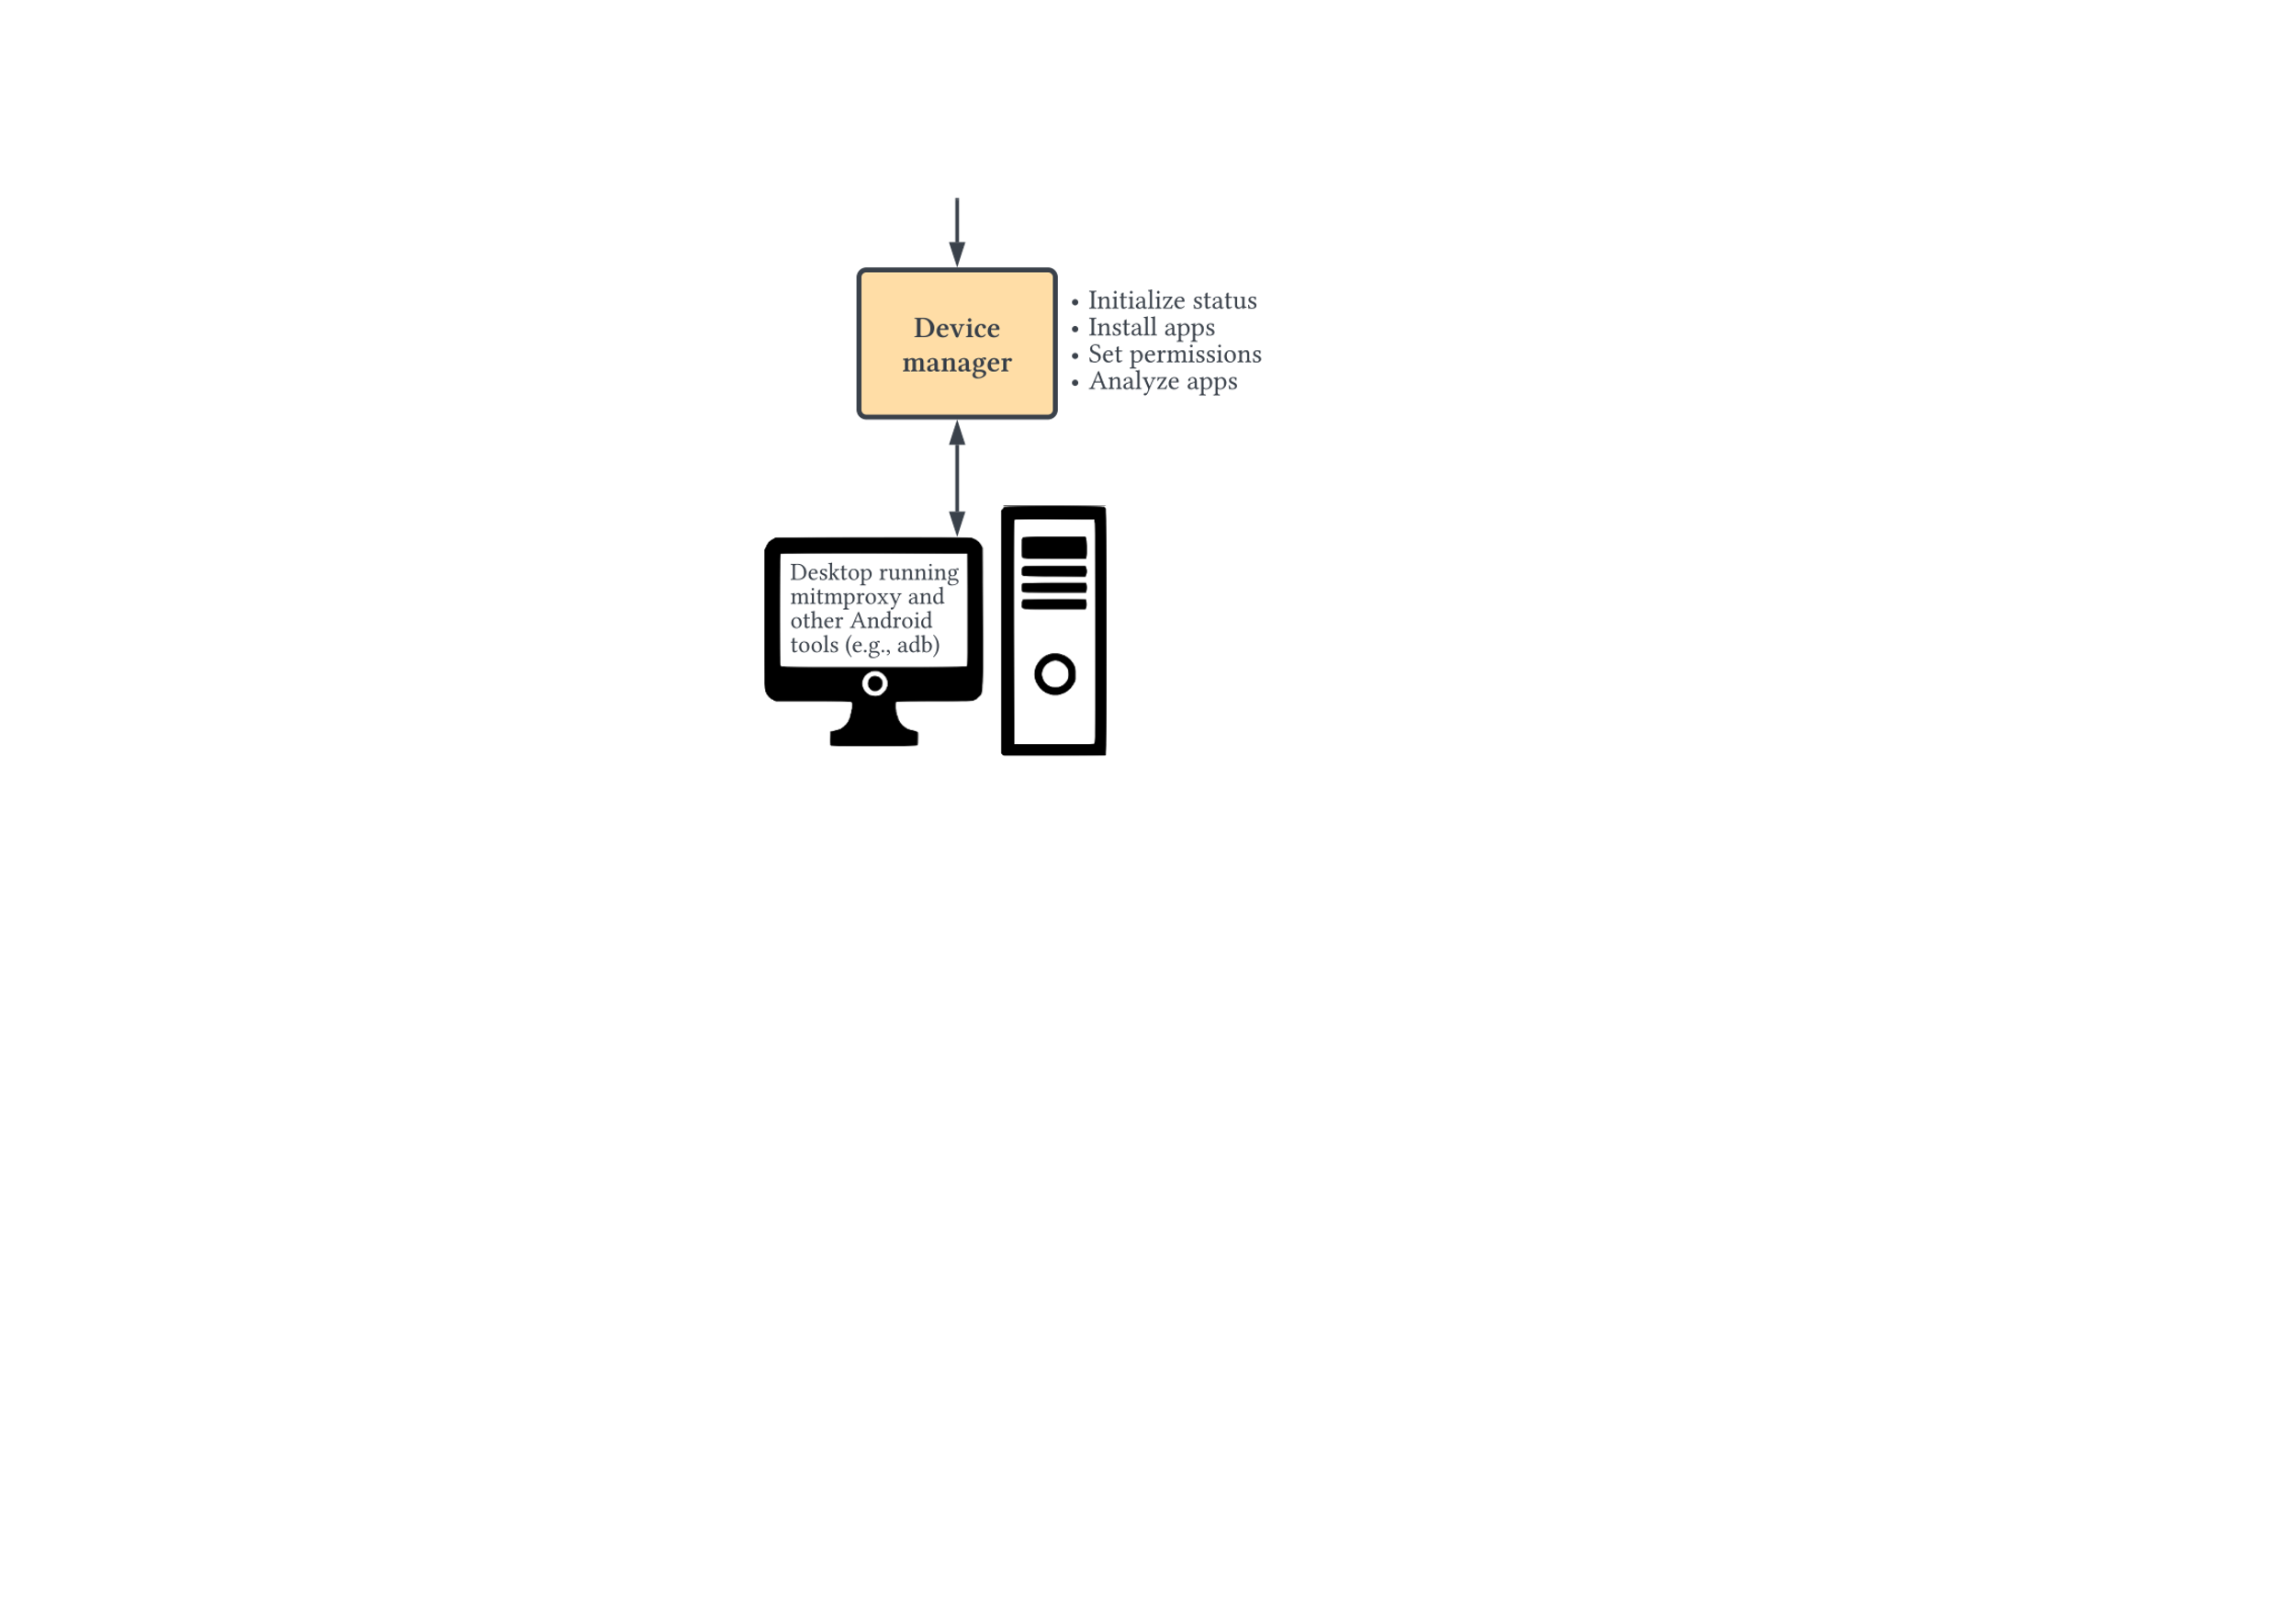 Device
manager
• Initialize status
• Install apps
• Set permissions
• Analyze apps
Desktop running
mitmproxy and
other Android
tools (e.g., adb)